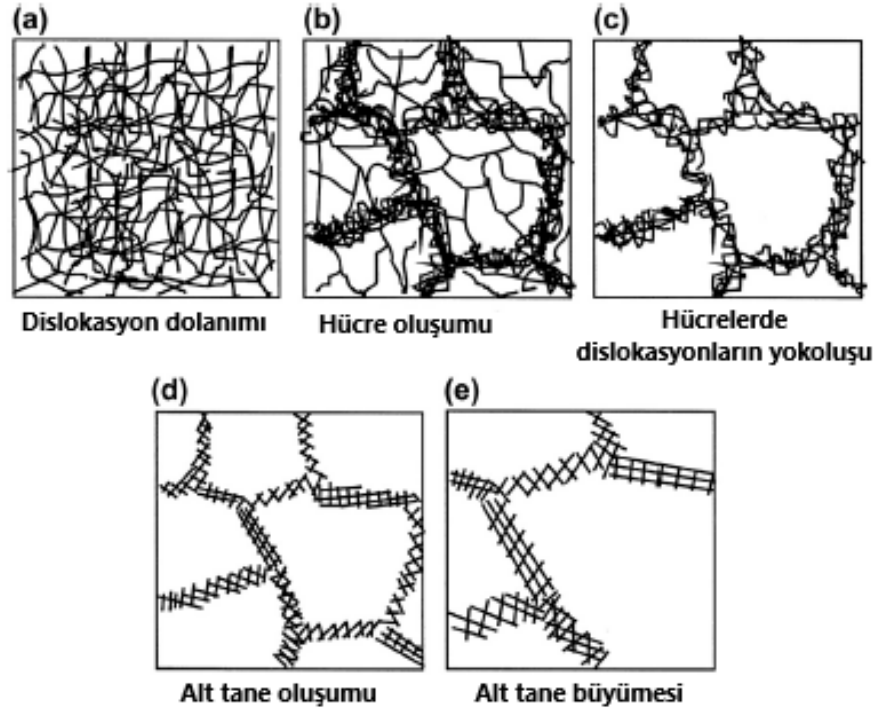 (a)
(b)
(c)
Dislokasyon dolanımı
Hücre oluşumu
Hücrelerde
dislokasyonların yokoluşu
(d)
(e)
Alt tane oluşumu
Alt tane büyümesi